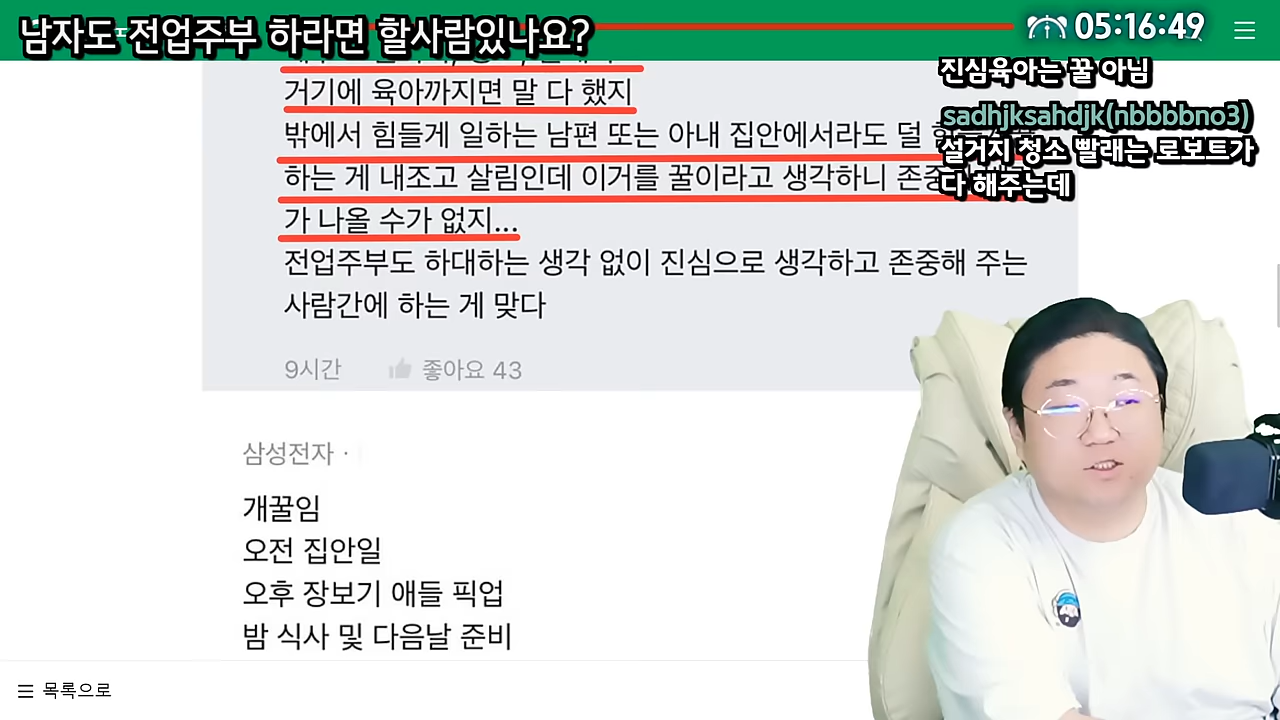 남자도 전업주부 하라면 할사람있나요?
05:16:49
진심육아는 꿀 아님
sadhjksahdjk(nbbbbno3)
설거지 청소 빨래는 로보트가
다 해주는데
거기에 육아까지면 말 다 했지
밖에서 힘들게 일하는 남편 또는 아내 집안에서라도 덜
하는 게 내조고 살림인데 이거를 꿀이라고 생각하니
가 나올 수가 없지...
전업주부도 하대하는 생각 없이 진심으로 생각하고 존중해 주는
사람간에 하는 게 맞다
9시간 좋아요 43
삼성전자 ·
개꿀임
오전 집안일
오후 장보기 애들 픽업
밤 식사 및 다음날 준비
목록으로